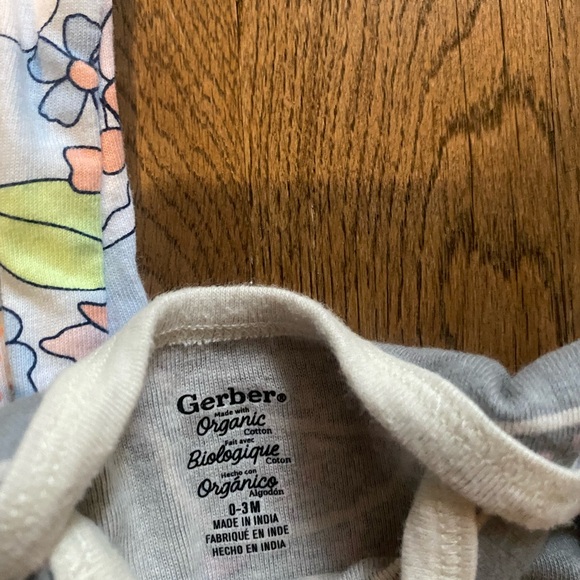 Gerber®
Made with
Organic
Cotton
Fait avec
Biologique
Coton
Hecho con
Orgánico
Algodón
0-3M
MADE IN INDIA
FABRIQUÉ EN INDE
HECHO EN INDIA